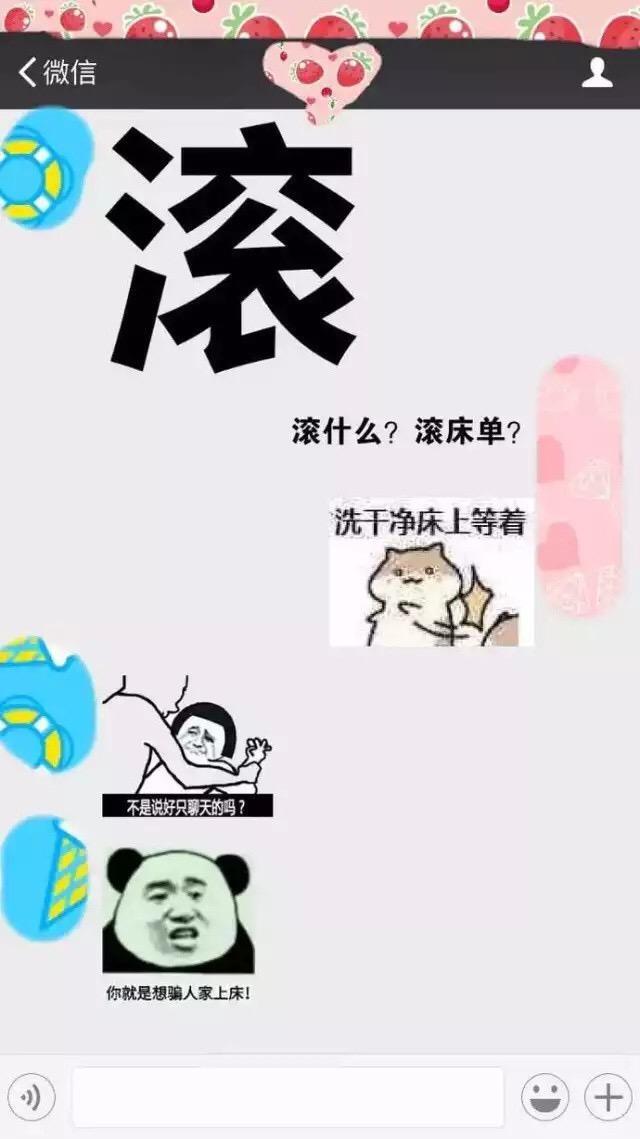 微信
滚
滚什么？滚床单？
洗干净床上等着
不是说好只聊天的吗？
你就是想骗人家上床！